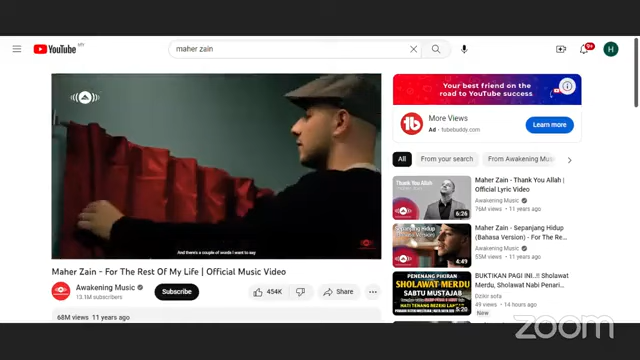 YouTube MY
maher zain
9+
H
Your best friend on the
road to YouTube success
More Views
Ad • tubebuddy.com
Learn more
All
From your search
From Awakening Mus
THANK YOU ALLAH
6:26
Maher Zain - Thank You Allah |
Official Lyric Video
Awakening Music
76M views • 11 years ago
Sepanjang Hidup
4:49
Maher Zain - Sepanjang Hidup
(Bahasa Version) - For The Re...
Awakening Music
55M views • 11 years ago
PENENANG PIKIRAN
SHOLAWAT MERDU
SABTU MUSTAJAB
BUKTIKAN PAGI INI..!! Sholawat
Merdu, Sholawat Nabi Penari...
Dzikir sofa
49 views • 14 hours ago
New
And there's a couple of words I want to say
Maher Zain - For The Rest Of My Life | Official Music Video
Awakening Music
13.1M subscribers
Subscribe
454K
Share
68M views 11 years ago
zoom